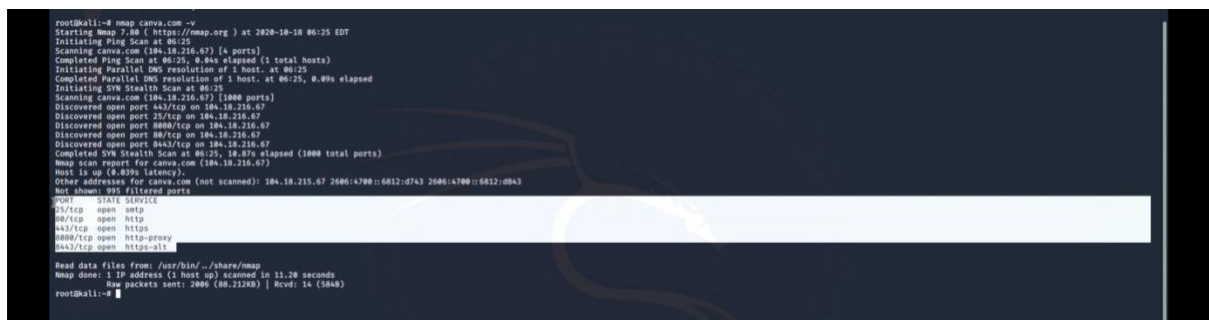 root@kali:~# nmap canva.com -v
Starting Nmap 7.80 ( https://nmap.org ) at 2020-10-18 06:25 EDT
Initiating Ping Scan at 06:25
Scanning canva.com (104.18.216.67) [4 ports]
Completed Ping Scan at 06:25, 0.04s elapsed (1 total hosts)
Initiating Parallel DNS resolution of 1 host. at 06:25
Completed Parallel DNS resolution of 1 host. at 06:25, 0.09s elapsed
Initiating SYN Stealth Scan at 06:25
Scanning canva.com (104.18.216.67) [1000 ports]
Discovered open port 443/tcp on 104.18.216.67
Discovered open port 25/tcp on 104.18.216.67
Discovered open port 8080/tcp on 104.18.216.67
Discovered open port 80/tcp on 104.18.216.67
Discovered open port 8443/tcp on 104.18.216.67
Completed SYN Stealth Scan at 06:25, 10.87s elapsed (1000 total ports)
Nmap scan report for canva.com (104.18.216.67)
Host is up (0.039s latency).
Other addresses for canva.com (not scanned): 104.18.215.67 2606:4700::6812:d743 2606:4700::6812:d843
Not shown: 995 filtered ports
PORT STATE SERVICE
25/tcp open smtp
80/tcp open http
443/tcp open https
8080/tcp open http-proxy
8443/tcp open https-alt
Read data files from: /usr/bin/../share/nmap
Nmap done: 1 IP address (1 host up) scanned in 11.20 seconds
Raw packets sent: 2006 (88.212KB) | Rcvd: 14 (584B)
root@kali:~#